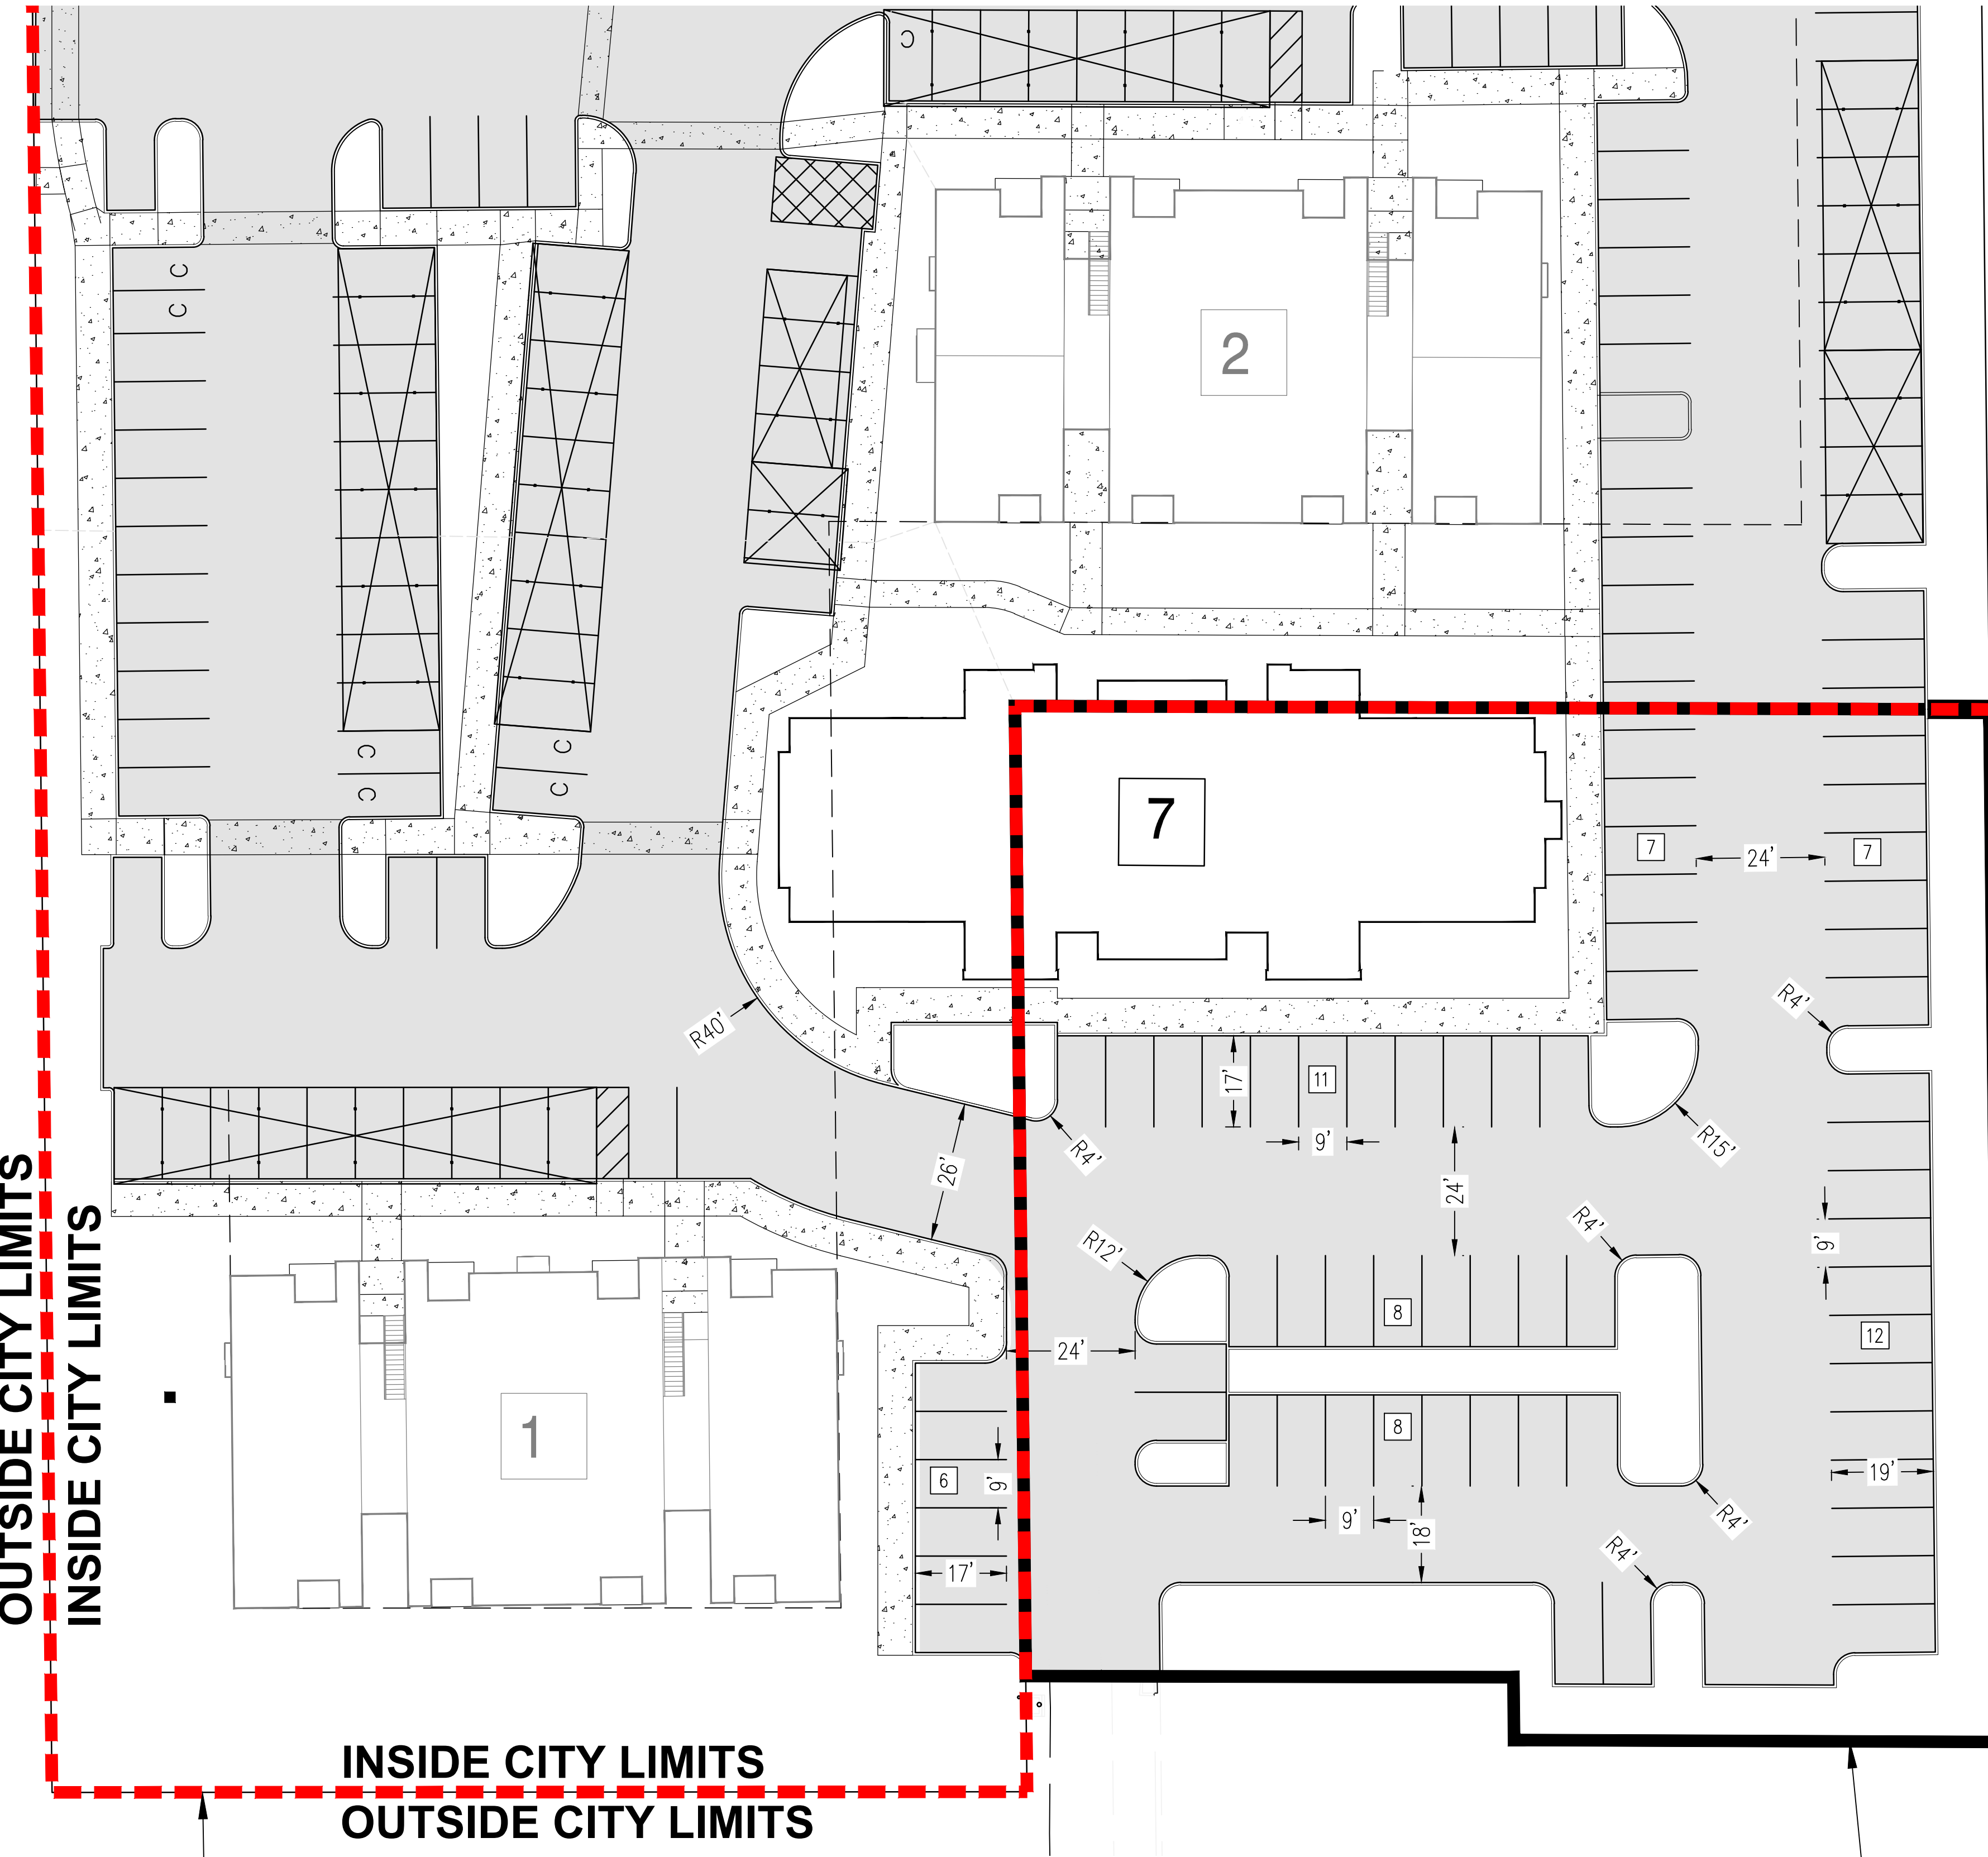 C
C
C
2
7
7
24'
7
C
C
C
C
R40'
R4'
17'
11
9'
R4'
R15'
26'
24'
R12'
R4'
9'
8
12
24'
1
8
6
9'
19'
9'
18'
R4'
R4'
17'
OUTSIDE CITY LIMITS
INSIDE CITY LIMITS
INSIDE CITY LIMITS
OUTSIDE CITY LIMITS